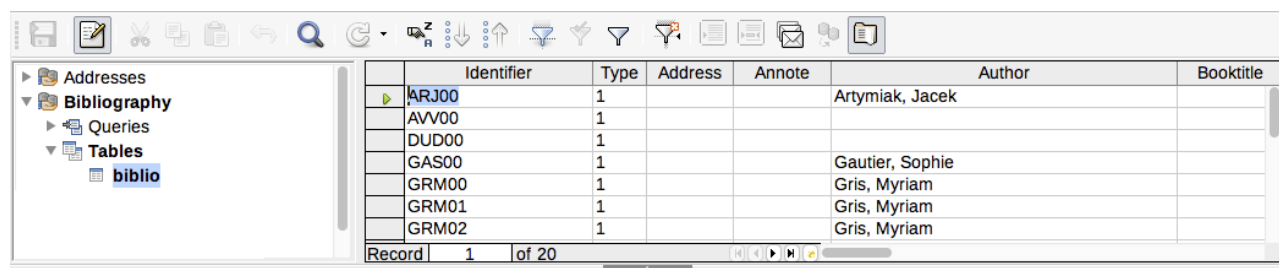 Addresses
Bibliography
Queries
Tables
biblio
Identifier Type Address Annote Author Booktitle
ARJ00 1 Artymiak, Jacek
AVV00 1
DUD00 1
GAS00 1 Gautier, Sophie
GRM00 1 Gris, Myriam
GRM01 1 Gris, Myriam
GRM02 1 Gris, Myriam
Record 1 of 20